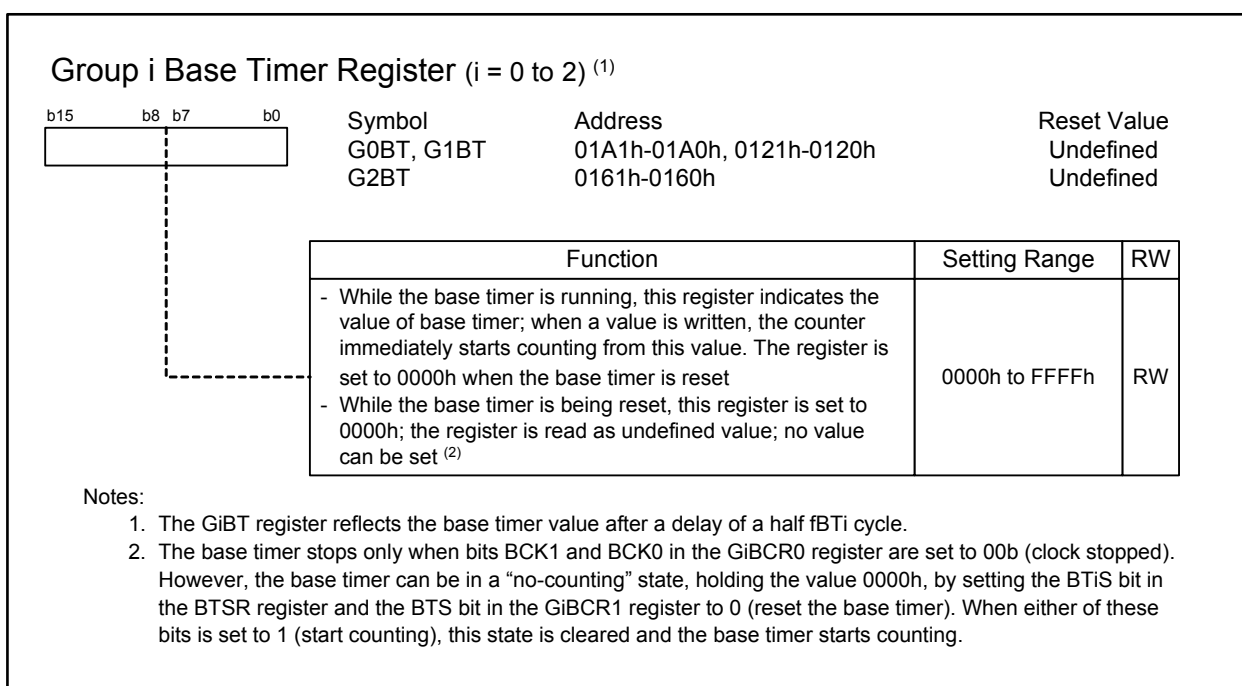 Group i Base Timer Register (i = 0 to 2) (1)
b15 b8 b7 b0
Symbol Address Reset Value
G0BT, G1BT 01A1h-01A0h, 0121h-0120h Undefined
G2BT 0161h-0160h Undefined
Function Setting Range RW
- While the base timer is running, this register indicates the
value of base timer; when a value is written, the counter
immediately starts counting from this value. The register is
set to 0000h when the base timer is reset
- While the base timer is being reset, this register is set to
0000h; the register is read as undefined value; no value
can be set (2)
0000h to FFFFh RW
Notes:
1. The GiBT register reflects the base timer value after a delay of a half fBTi cycle.
2. The base timer stops only when bits BCK1 and BCK0 in the GiBCR0 register are set to 00b (clock stopped).
However, the base timer can be in a “no-counting” state, holding the value 0000h, by setting the BTiS bit in
the BTSR register and the BTS bit in the GiBCR1 register to 0 (reset the base timer). When either of these
bits is set to 1 (start counting), this state is cleared and the base timer starts counting.